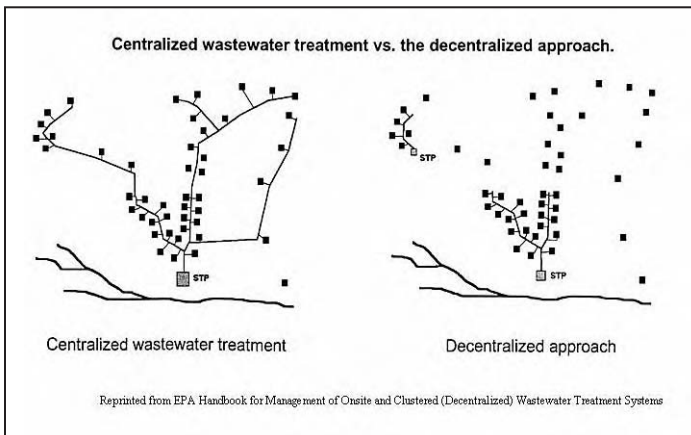 Centralized wastewater treatment vs. the decentralized approach.
STP
STP
STP
Centralized wastewater treatment
Decentralized approach
Reprinted from EPA Handbook for Management of Onsite and Clustered (Decentralized) Wastewater Treatment Systems